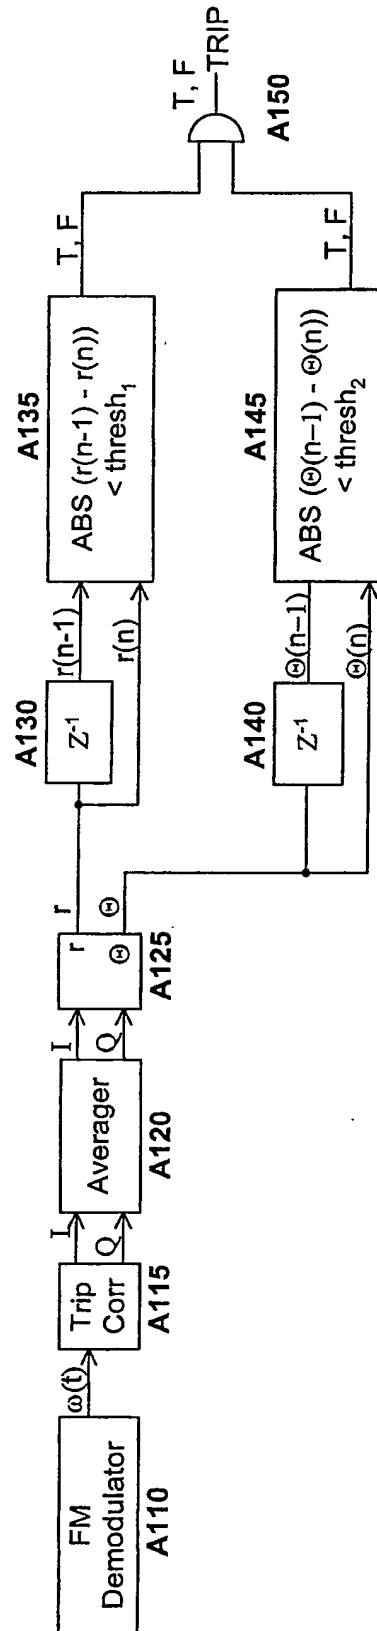 FM
Demodulator
A110
ω(t)
Trip
Corr
A115
I
Q
Averager
A120
I
Q
r
Θ
A125
r
Θ
A130
Z⁻¹
r(n-1)
r(n)
A135
ABS (r(n-1) - r(n))
< thresh₁
T, F
A140
Z⁻¹
Θ(n–1)
Θ(n)
A145
ABS (Θ(n–1) - Θ(n))
< thresh₂
T, F
T, F
TRIP
A150